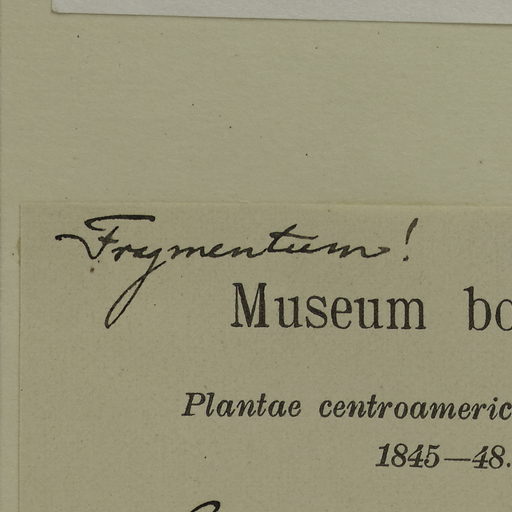 Fragmentum!
Museum bo
Plantae centroameric
1845—48.